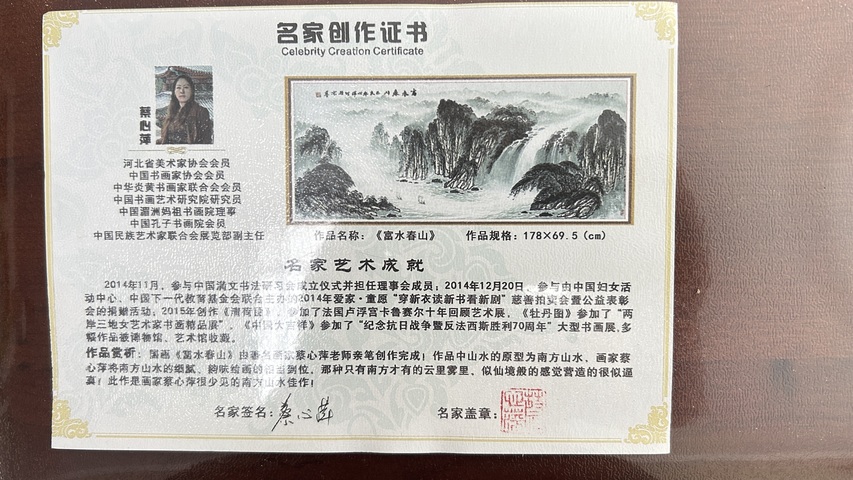 名家创作证书
Celebrity Creation Certificate
蔡心萍
河北省美术家协会会员
中国书画家协会会员
中华炎黄书画家联合会会员
中国书画艺术研究院研究员
中国湄洲妈祖书画院理事
中国孔子书画院会员
中国民族艺术家联合会展览部副主任
作品名称：《富水春山》 作品规格：178×69.5（cm）
名家艺术成就
2014年11月，参与中国满文书法研习会成立仪式并担任理事会成员；2014年12月20日，参与由中国妇女活
动中心、中国下一代教育基金会联合主办的2014年爱家·童愿“穿新衣读新书看新剧”慈善拍卖会暨公益表彰
会的捐赠活动。2015年创作《清荷图》，参加了法国卢浮宫卡鲁赛尔十年回顾艺术展、《牡丹图》参加了“两
岸三地女艺术家书画精品展”、《中国大吉祥》参加了“纪念抗日战争暨反法西斯胜利70周年”大型书画展，多
幅作品被博物馆、艺术馆收藏。
作品赏析：国画《富水春山》由著名画家蔡心萍老师亲笔创作完成！作品中山水的原型为南方山水、画家蔡
心萍将南方山水的细腻、韵味绘画的相当到位，那种只有南方才有的云里雾里、似仙境般的感觉营造的很似逼
真！此作是画家蔡心萍很少见的南方山水佳作！
名家签名：蔡心萍 名家盖章：